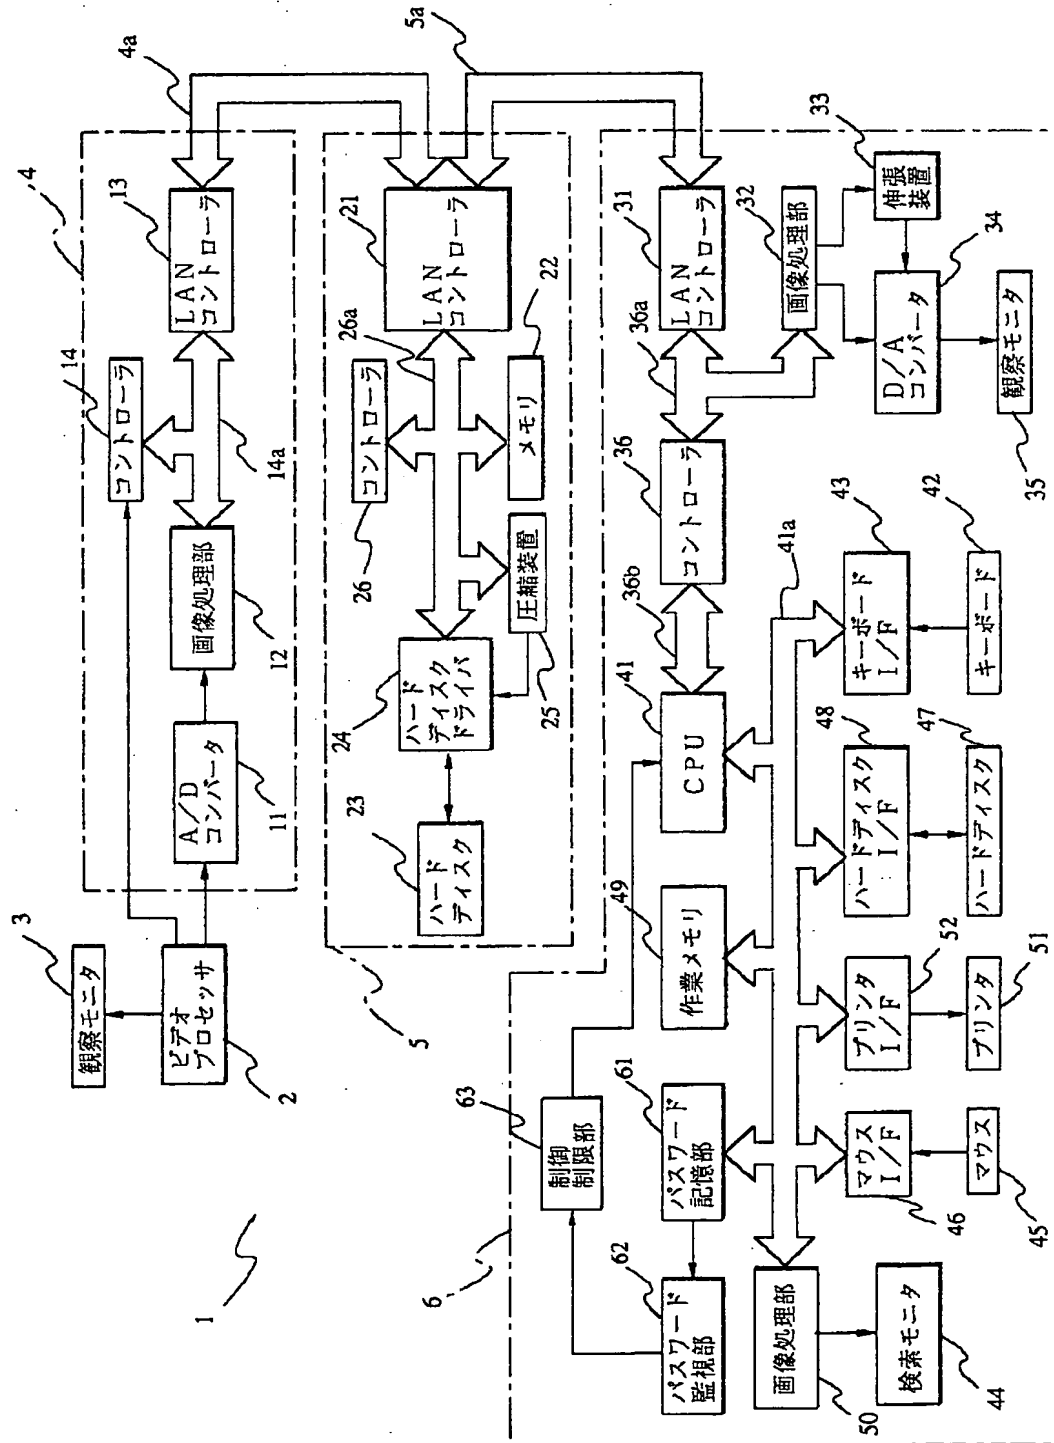 1
3
観察モニタ
ビデオ
プロセッサ
2
4
14
コントローラ
A/D
コンバータ
11
画像処理部
12
14a
13
LAN
コントローラ
4a
5
23
ハード
ディスク
24
ハード
ディスク
ドライバ
圧縮装置
25
コントローラ
26
26a
メモリ
22
21
LAN
コントローラ
5a
6
63
制御
制限部
62
パスワード
監視部
61
パスワード
記憶部
49
作業メモリ
41
CPU
36b
36
コントローラ
36a
31
LAN
コントローラ
32
画像処理部
33
伸張
装置
34
D/A
コンバータ
観察モニタ
35
41a
画像処理部
50
検索モニタ
44
マウス
I/F
46
マウス
45
プリンタ
I/F
52
プリンタ
51
ハードディスク
I/F
48
ハードディスク
47
キーボード
I/F
43
キーボード
42